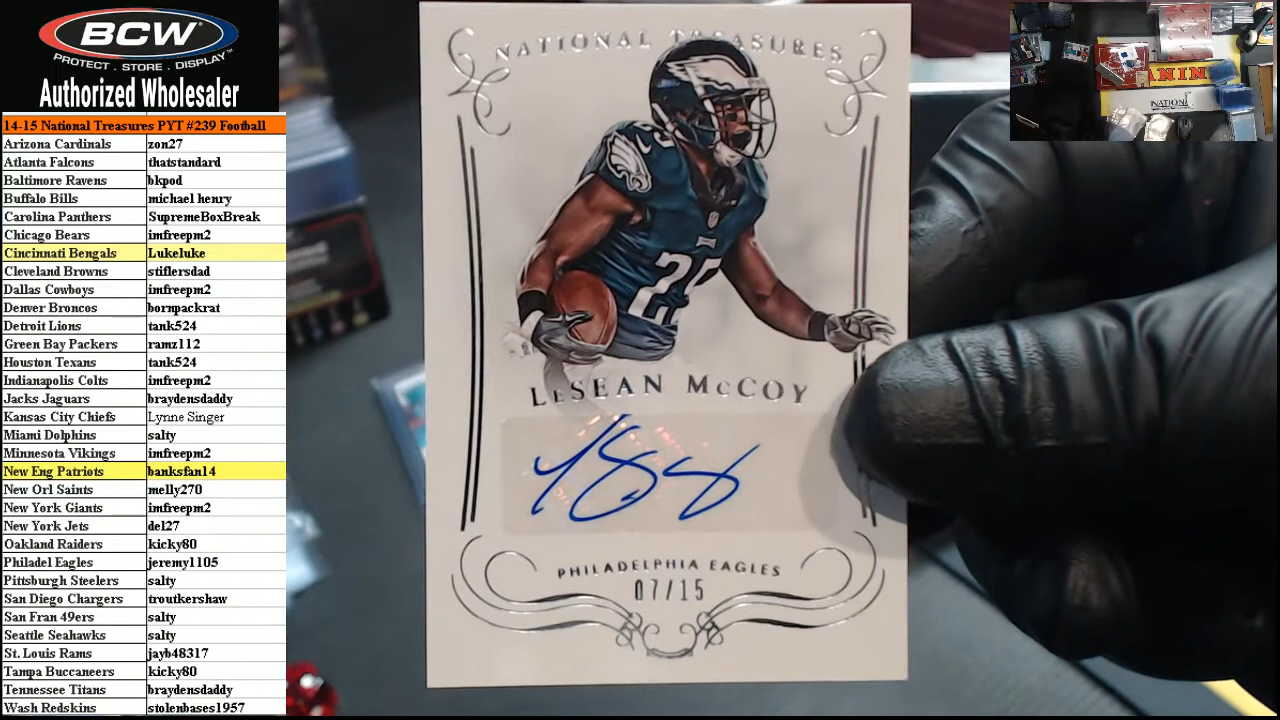 BCW
PROTECT . STORE . DISPLAY
Authorized Wholesaler
14-15 National Treasures PYT #239 Football
Arizona Cardinals zon27
Atlanta Falcons thatstandard
Baltimore Ravens bkpod
Buffalo Bills michael henry
Carolina Panthers SupremeBoxBreak
Chicago Bears imfreepm2
Cincinnati Bengals Lukeluke
Cleveland Browns stiflersdad
Dallas Cowboys imfreepm2
Denver Broncos bornpackrat
Detroit Lions tank524
Green Bay Packers ramz112
Houston Texans tank524
Indianapolis Colts imfreepm2
Jacks Jaguars braydensdaddy
Kansas City Chiefs Lynne Singer
Miami Dolphins salty
Minnesota Vikings imfreepm2
New Eng Patriots banksfan14
New Orl Saints melly270
New York Giants imfreepm2
New York Jets del27
Oakland Raiders kicky80
Philadel Eagles jeremy1105
Pittsburgh Steelers salty
San Diego Chargers troutkershaw
San Fran 49ers salty
Seattle Seahawks salty
St. Louis Rams jayb48317
Tampa Buccaneers kicky80
Tennessee Titans braydensdaddy
Wash Redskins stolenbases1957
NATIONAL TREASURES
25
LESEAN McCOY
PHILADELPHIA EAGLES
07/15
PANINI